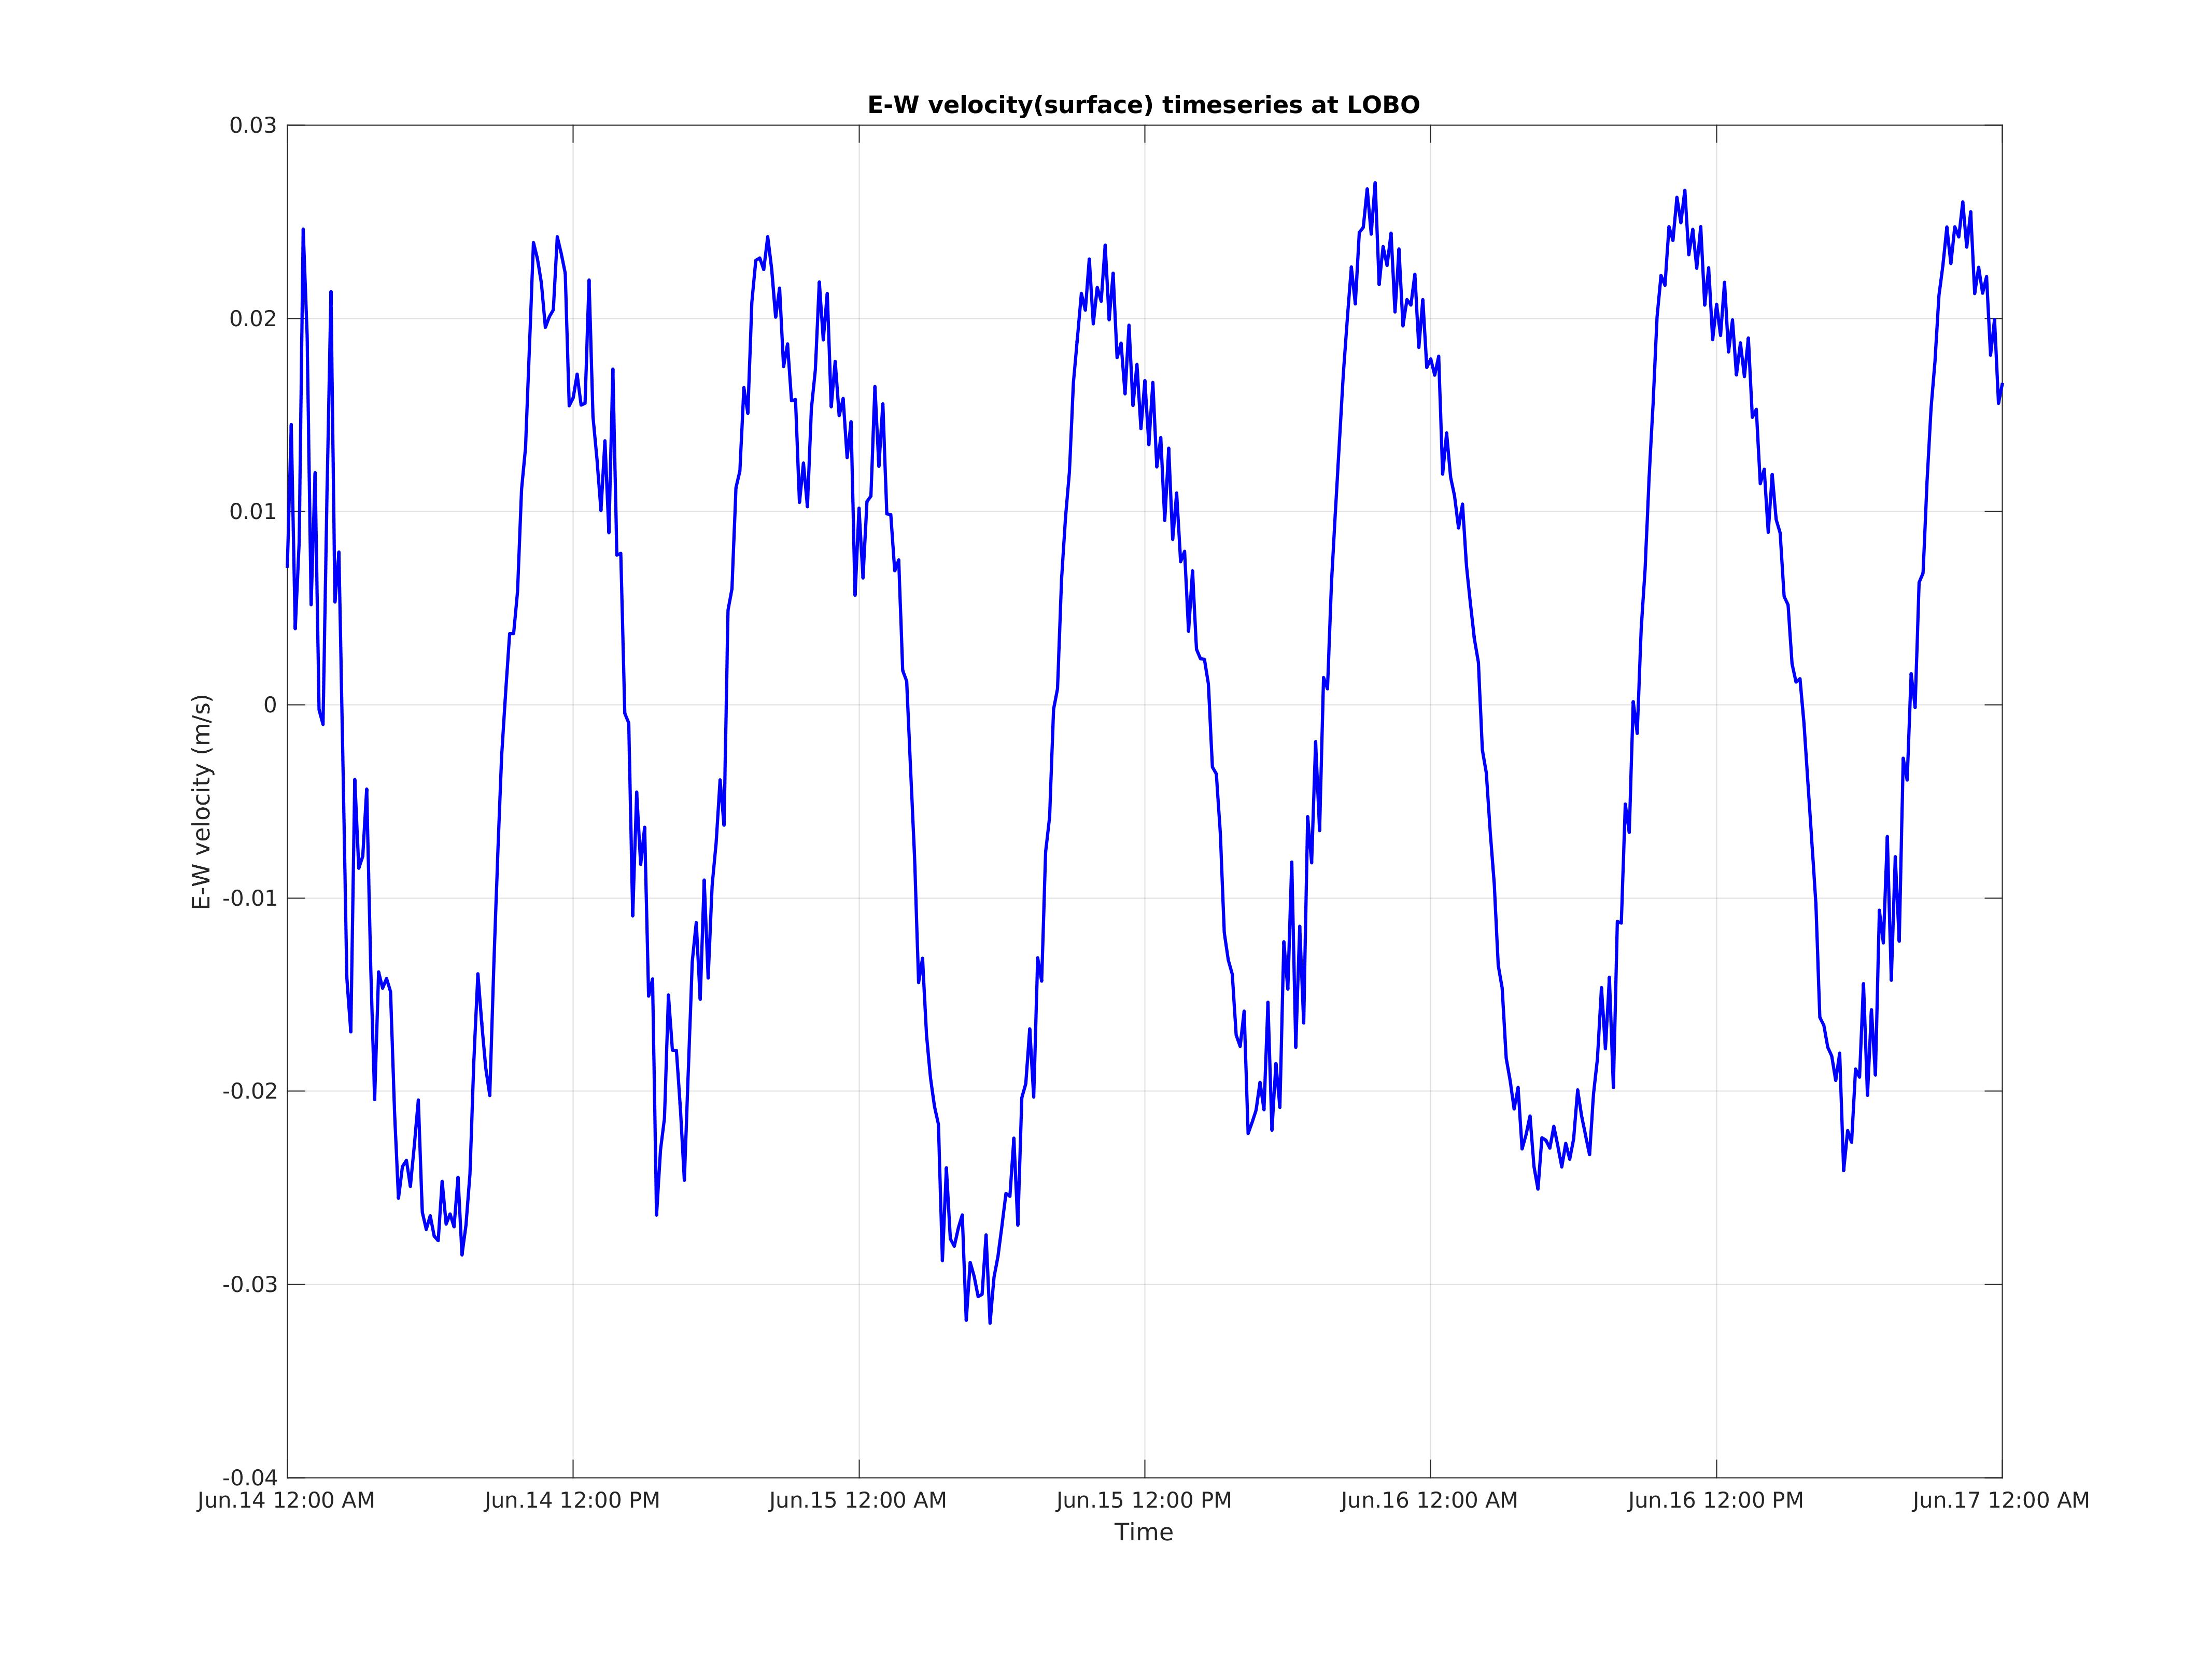 E-W velocity(surface) timeseries at LOBO
0.03
0.02
0.01
0
-0.01
-0.02
-0.03
-0.04
E-W velocity (m/s)
Jun.14 12:00 AM
Jun.14 12:00 PM
Jun.15 12:00 AM
Jun.15 12:00 PM
Jun.16 12:00 AM
Jun.16 12:00 PM
Jun.17 12:00 AM
Time